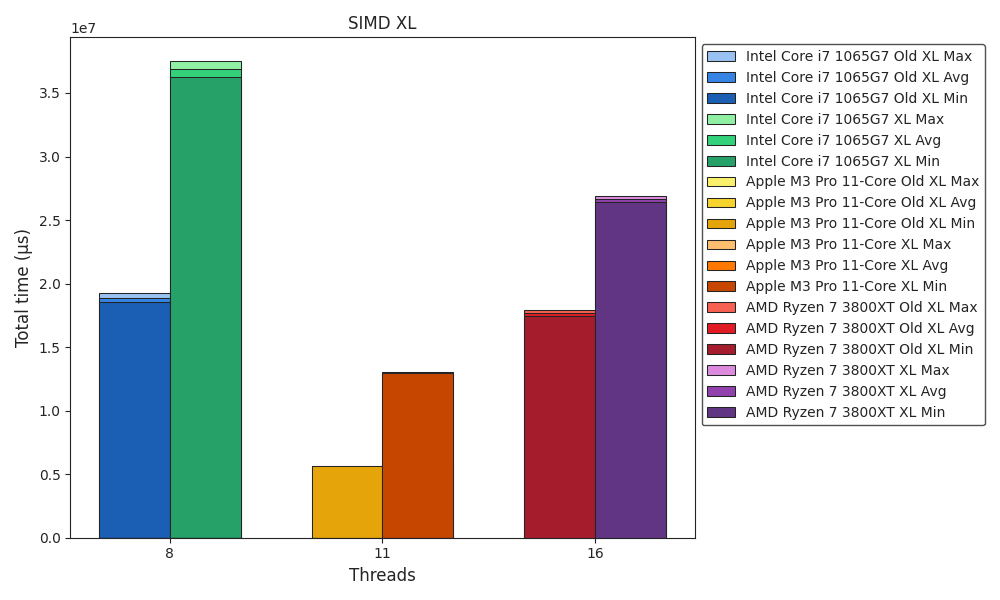 SIMD XL
1e7
3.5
3.0
2.5
2.0
1.5
1.0
0.5
0.0
Total time (µs)
8
11
16
Threads
Intel Core i7 1065G7 Old XL Max
Intel Core i7 1065G7 Old XL Avg
Intel Core i7 1065G7 Old XL Min
Intel Core i7 1065G7 XL Max
Intel Core i7 1065G7 XL Avg
Intel Core i7 1065G7 XL Min
Apple M3 Pro 11-Core Old XL Max
Apple M3 Pro 11-Core Old XL Avg
Apple M3 Pro 11-Core Old XL Min
Apple M3 Pro 11-Core XL Max
Apple M3 Pro 11-Core XL Avg
Apple M3 Pro 11-Core XL Min
AMD Ryzen 7 3800XT Old XL Max
AMD Ryzen 7 3800XT Old XL Avg
AMD Ryzen 7 3800XT Old XL Min
AMD Ryzen 7 3800XT XL Max
AMD Ryzen 7 3800XT XL Avg
AMD Ryzen 7 3800XT XL Min